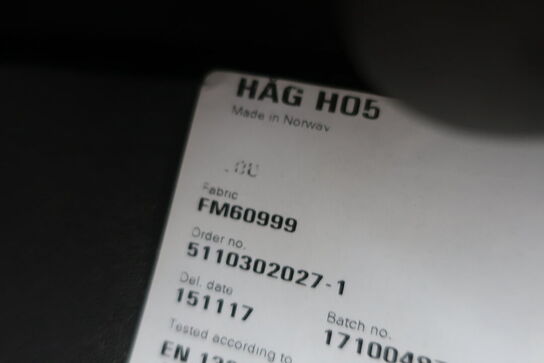 HÅG H05
Made in Norway
Fabric
FM60999
Order no.
5110302027-1
Del. date
151117
Batch no.
Tested according to
EN